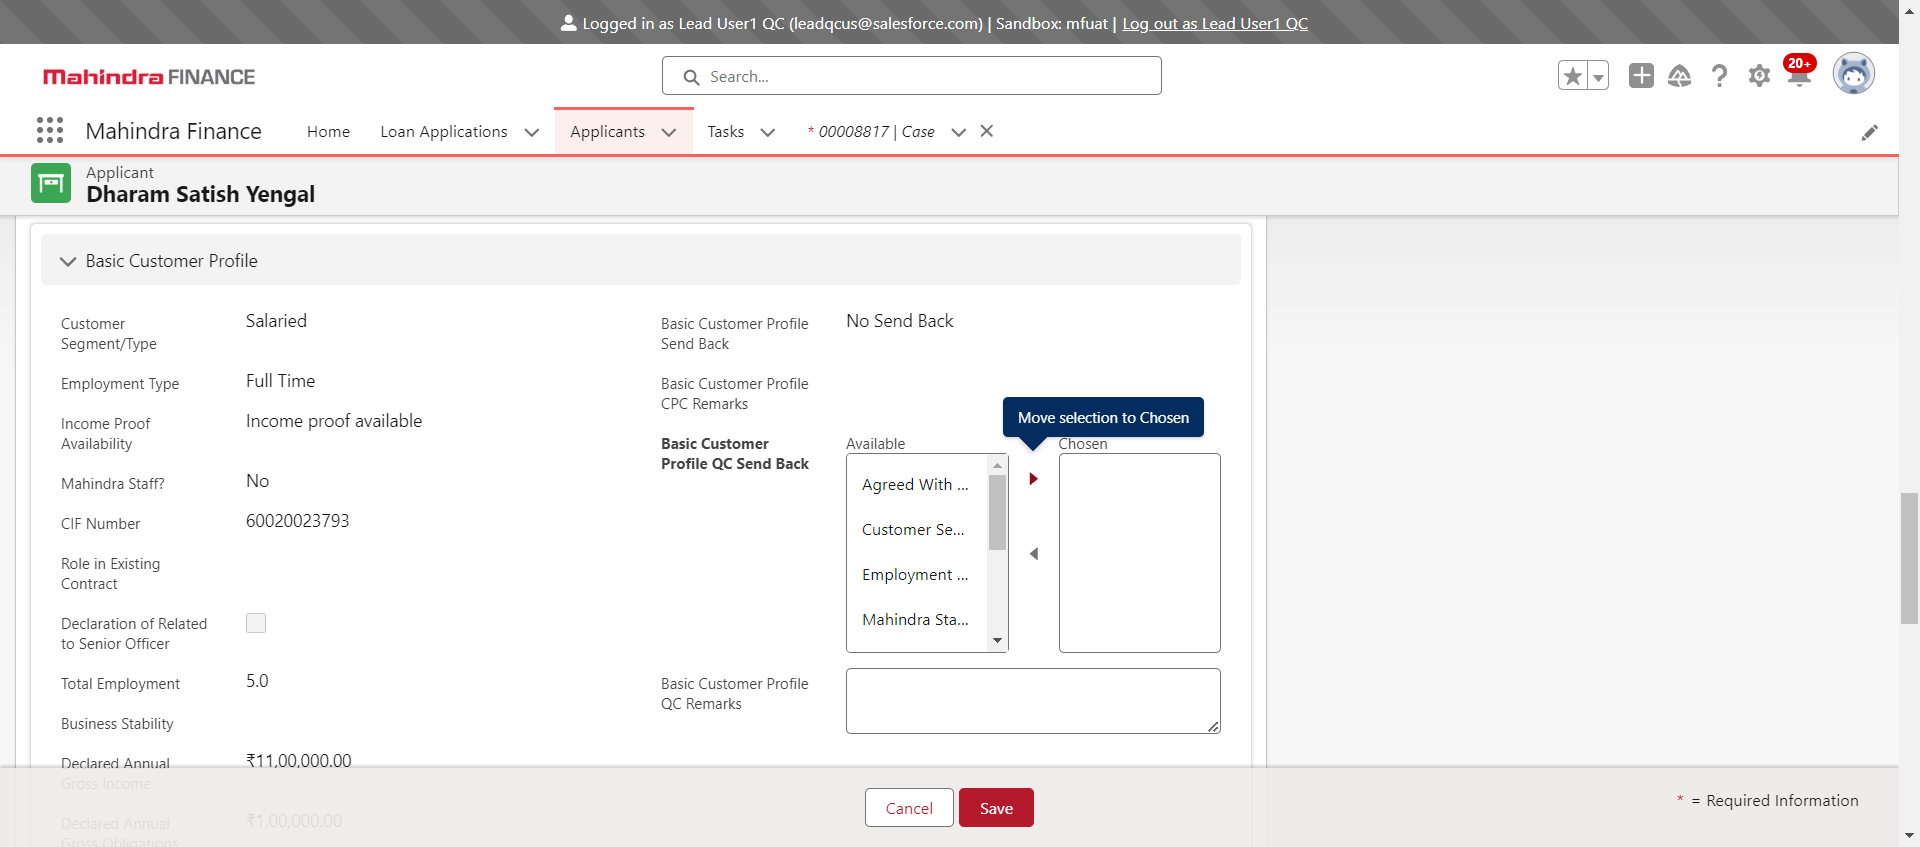 Logged in as Lead User1 QC (leadqcus@salesforce.com) | Sandbox: mfuat | Log out as Lead User1 QC
Mahindra FINANCE
Search...
20+
Mahindra Finance
Home
Loan Applications
Applicants
Tasks
* 00008817 | Case
Applicant
Dharam Satish Yengal
Basic Customer Profile
Customer
Segment/Type
Salaried
Employment Type
Full Time
Income Proof
Availability
Income proof available
Mahindra Staff?
No
CIF Number
60020023793
Role in Existing
Contract
Declaration of Related
to Senior Officer
Total Employment
5.0
Business Stability
Declared Annual
Gross Income
₹11,00,000.00
Declared Annual
Gross Obligations
₹1,00,000.00
Basic Customer Profile
Send Back
No Send Back
Basic Customer Profile
CPC Remarks
Move selection to Chosen
Basic Customer
Profile QC Send Back
Available
Chosen
Agreed With ...
Customer Se...
Employment ...
Mahindra Sta...
Basic Customer Profile
QC Remarks
Cancel
Save
* = Required Information